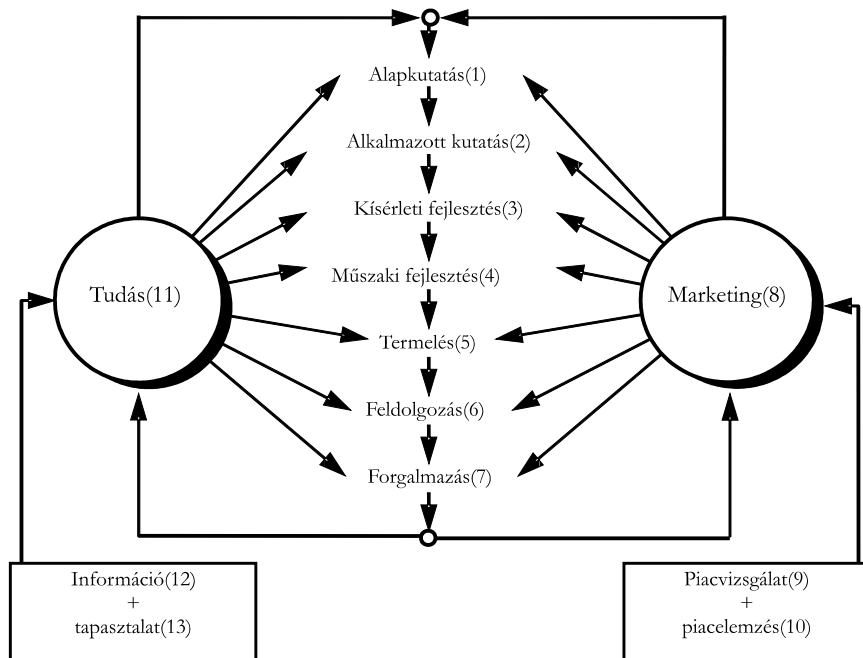 Alapkutatás(1)
Alkalmazott kutatás(2)
Kísérleti fejlesztés(3)
Műszaki fejlesztés(4)
Tudás(11)
Marketing(8)
Termelés(5)
Feldolgozás(6)
Forgalmazás(7)
Információ(12)
+
tapasztalat(13)
Piacvizsgálat(9)
+
piacelemzés(10)